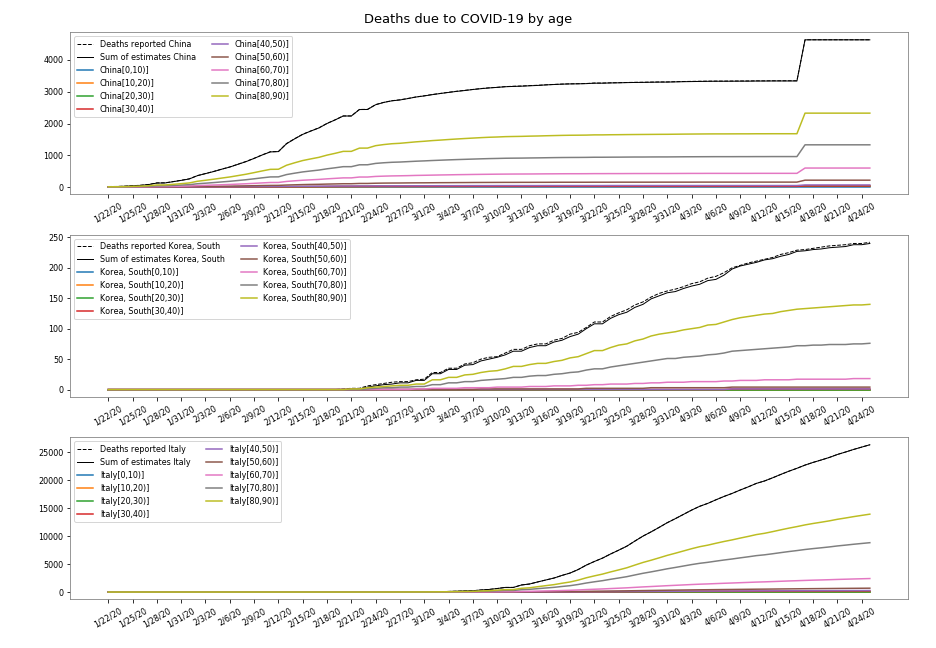 Deaths due to COVID-19 by age
Deaths reported China
Sum of estimates China
China[0,10)]
China[10,20)]
China[20,30)]
China[30,40)]
China[40,50)]
China[50,60)]
China[60,70)]
China[70,80)]
China[80,90)]
4000
3000
2000
1000
0
1/22/20 1/25/20 1/28/20 1/31/20 2/3/20 2/6/20 2/9/20 2/12/20 2/15/20 2/18/20 2/21/20 2/24/20 2/27/20 3/1/20 3/4/20 3/7/20 3/10/20 3/13/20 3/16/20 3/19/20 3/22/20 3/25/20 3/28/20 3/31/20 4/3/20 4/6/20 4/9/20 4/12/20 4/15/20 4/18/20 4/21/20 4/24/20
Deaths reported Korea, South
Sum of estimates Korea, South
Korea, South[0,10)]
Korea, South[10,20)]
Korea, South[20,30)]
Korea, South[30,40)]
Korea, South[40,50)]
Korea, South[50,60)]
Korea, South[60,70)]
Korea, South[70,80)]
Korea, South[80,90)]
250
200
150
100
50
0
1/22/20 1/25/20 1/28/20 1/31/20 2/3/20 2/6/20 2/9/20 2/12/20 2/15/20 2/18/20 2/21/20 2/24/20 2/27/20 3/1/20 3/4/20 3/7/20 3/10/20 3/13/20 3/16/20 3/19/20 3/22/20 3/25/20 3/28/20 3/31/20 4/3/20 4/6/20 4/9/20 4/12/20 4/15/20 4/18/20 4/21/20 4/24/20
Deaths reported Italy
Sum of estimates Italy
Italy[0,10)]
Italy[10,20)]
Italy[20,30)]
Italy[30,40)]
Italy[40,50)]
Italy[50,60)]
Italy[60,70)]
Italy[70,80)]
Italy[80,90)]
25000
20000
15000
10000
5000
0
1/22/20 1/25/20 1/28/20 1/31/20 2/3/20 2/6/20 2/9/20 2/12/20 2/15/20 2/18/20 2/21/20 2/24/20 2/27/20 3/1/20 3/4/20 3/7/20 3/10/20 3/13/20 3/16/20 3/19/20 3/22/20 3/25/20 3/28/20 3/31/20 4/3/20 4/6/20 4/9/20 4/12/20 4/15/20 4/18/20 4/21/20 4/24/20